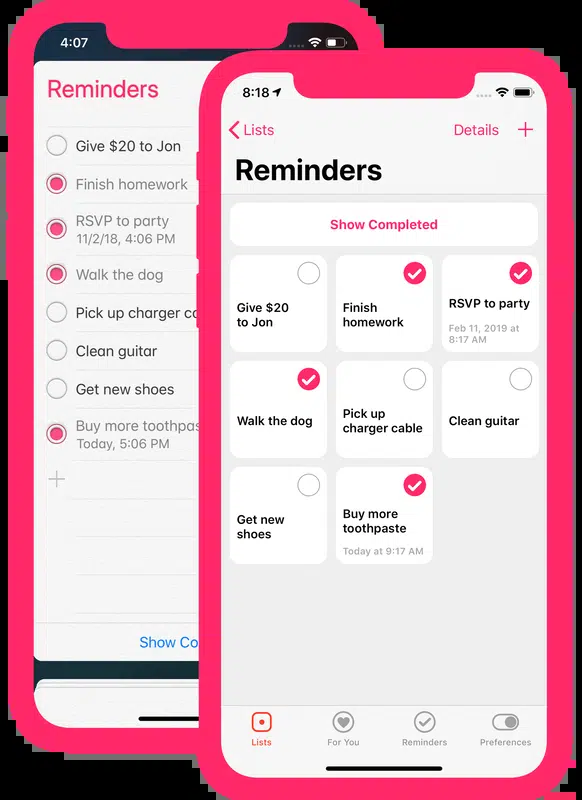 4:07
Reminders
Give $20 to Jon
Finish homework
RSVP to party
11/2/18, 4:06 PM
Walk the dog
Pick up charger c
Clean guitar
Get new shoes
Buy more toothpas
Today, 5:06 PM
Show Co
8:18
Lists
Details
Reminders
Show Completed
Give $20
to Jon
Finish
homework
RSVP to party
Feb 11, 2019 at
8:17 AM
Walk the dog
Pick up
charger cable
Clean guitar
Get new
shoes
Buy more
toothpaste
Today at 9:17 AM
Lists
For You
Reminders
Preferences